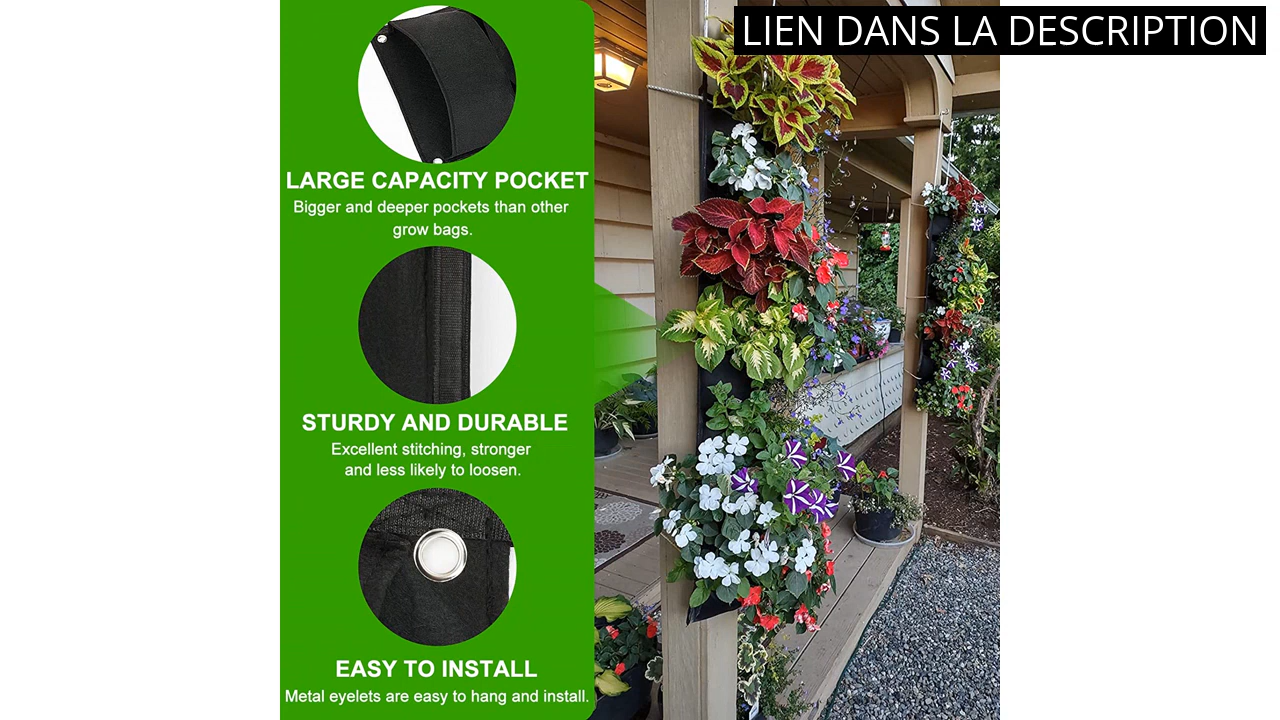 LIEN DANS LA DESCRIPTION
LARGE CAPACITY POCKET
Bigger and deeper pockets than other
grow bags.
STURDY AND DURABLE
Excellent stitching, stronger
and less likely to loosen.
EASY TO INSTALL
Metal eyelets are easy to hang and install.